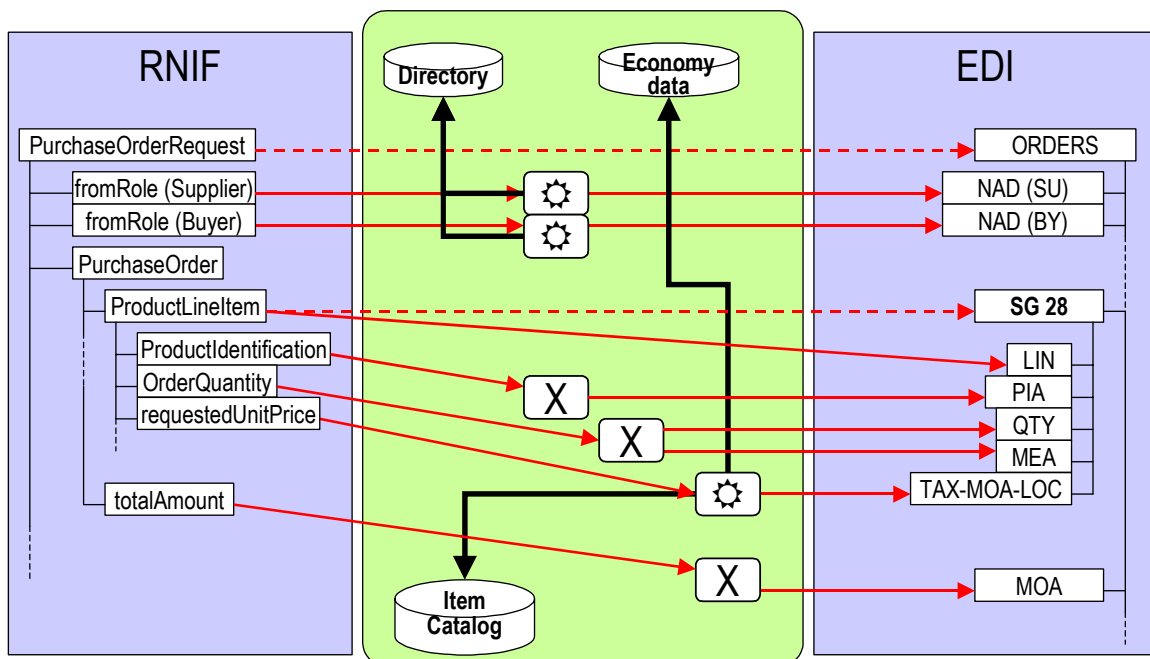 RNIF
PurchaseOrderRequest
fromRole (Supplier)
fromRole (Buyer)
PurchaseOrder
ProductLineItem
ProductIdentification
OrderQuantity
requestedUnitPrice
totalAmount
Directory
Economy
data
X
X
X
Item
Catalog
EDI
ORDERS
NAD (SU)
NAD (BY)
SG 28
LIN
PIA
QTY
MEA
TAX-MOA-LOC
MOA